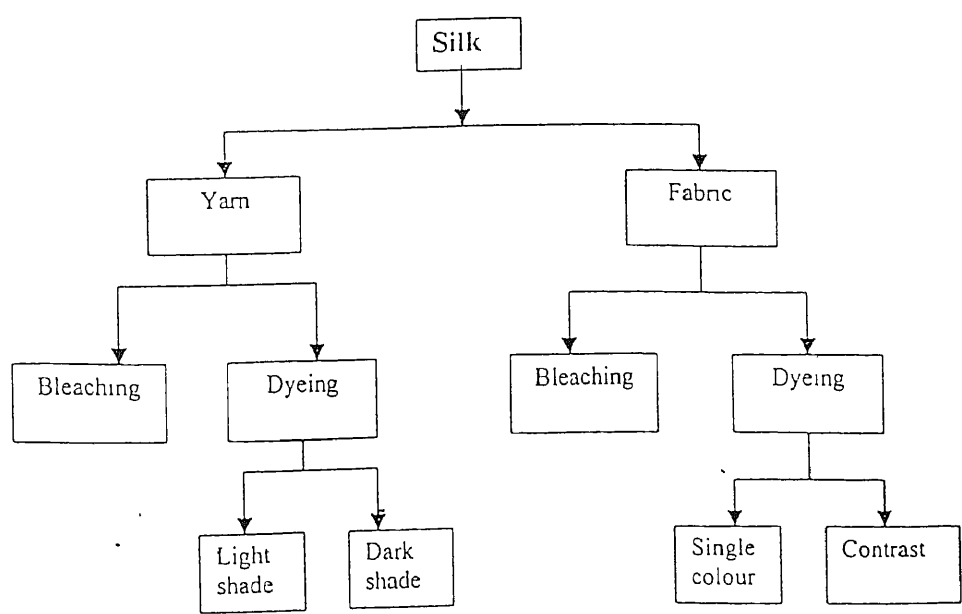 Silk
Yarn
Fabric
Bleaching
Dyeing
Bleaching
Dyeing
Light
shade
Dark
shade
Single
colour
Contrast